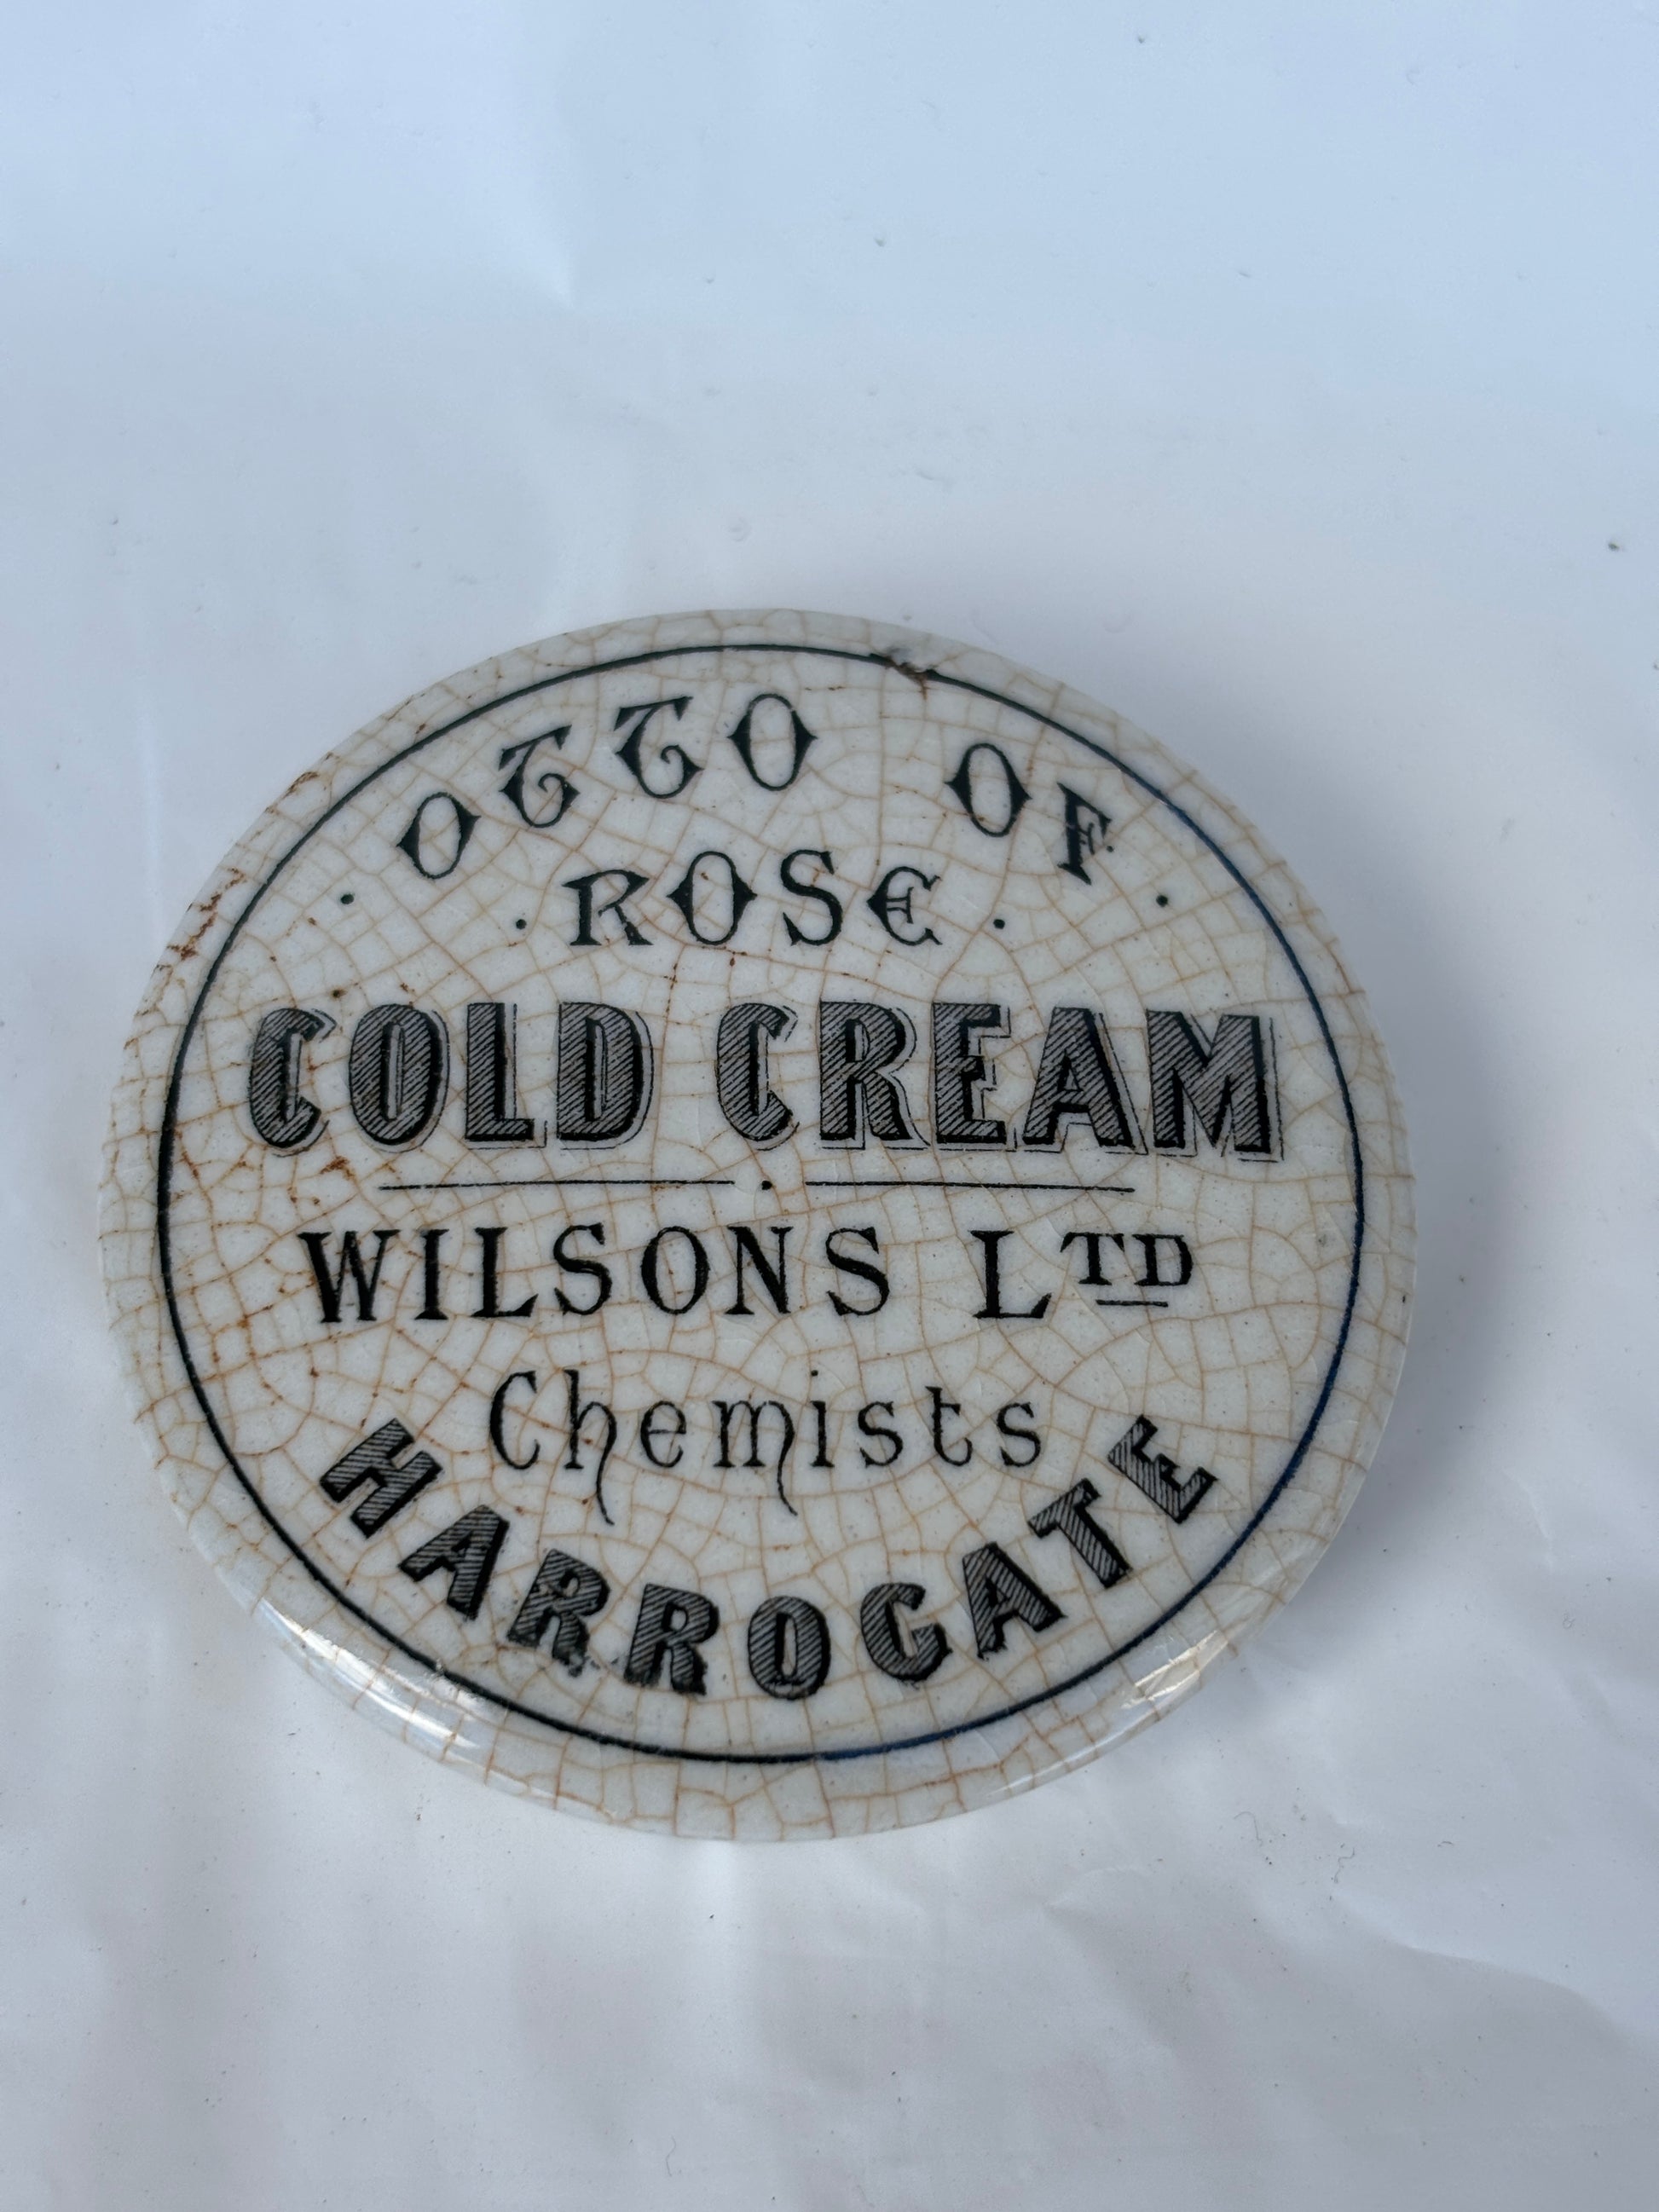 . OTTO OF .
. ROSE .
COLD CREAM
WILSONS LTD
Chemists
HARROGATE